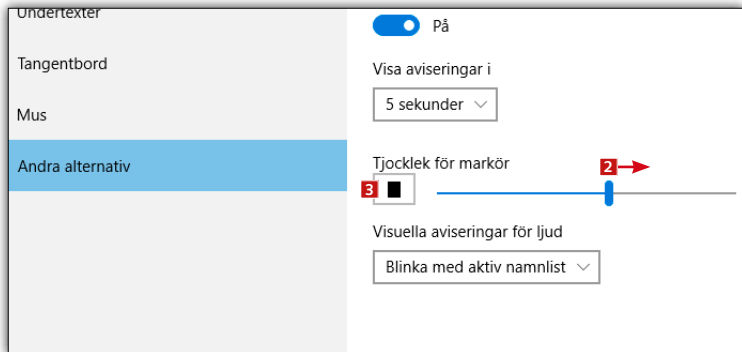 Undertexter
Tangentbord
Mus
Andra alternativ
På
Visa aviseringar i
5 sekunder
Tjocklek för markör
2
3
Visuella aviseringar för ljud
Blinka med aktiv namnlist